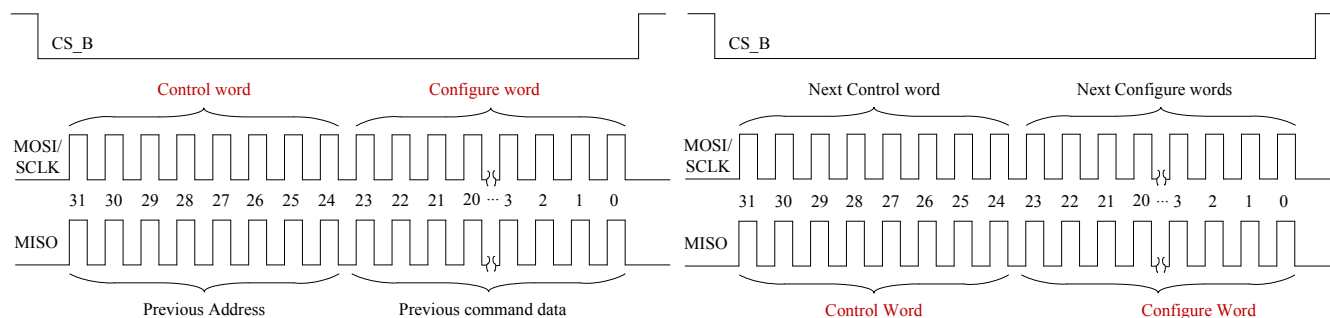 CS_B
Control word
Configure word
MOSI/
SCLK
31 30 29 28 27 26 25 24 23 22 21 20 ... 3 2 1 0
MISO
Previous Address
Previous command data
CS_B
Next Control word
Next Configure words
MOSI/
SCLK
31 30 29 28 27 26 25 24 23 22 21 20 ... 3 2 1 0
MISO
Control Word
Configure Word